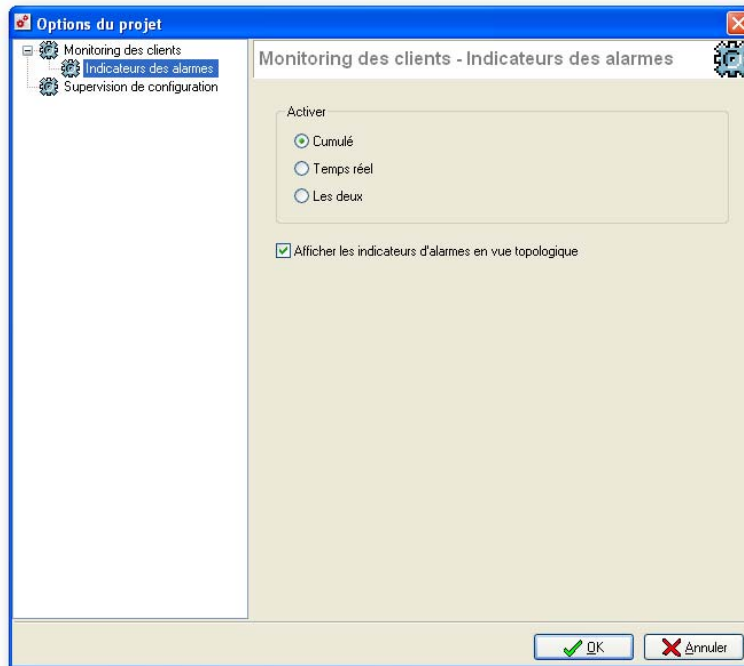 Options du projet
Monitoring des clients
Indicateurs des alarmes
Supervision de configuration
Monitoring des clients - Indicateurs des alarmes
Activer
Cumulé
Temps réel
Les deux
Afficher les indicateurs d'alarmes en vue topologique
OK
Annuler